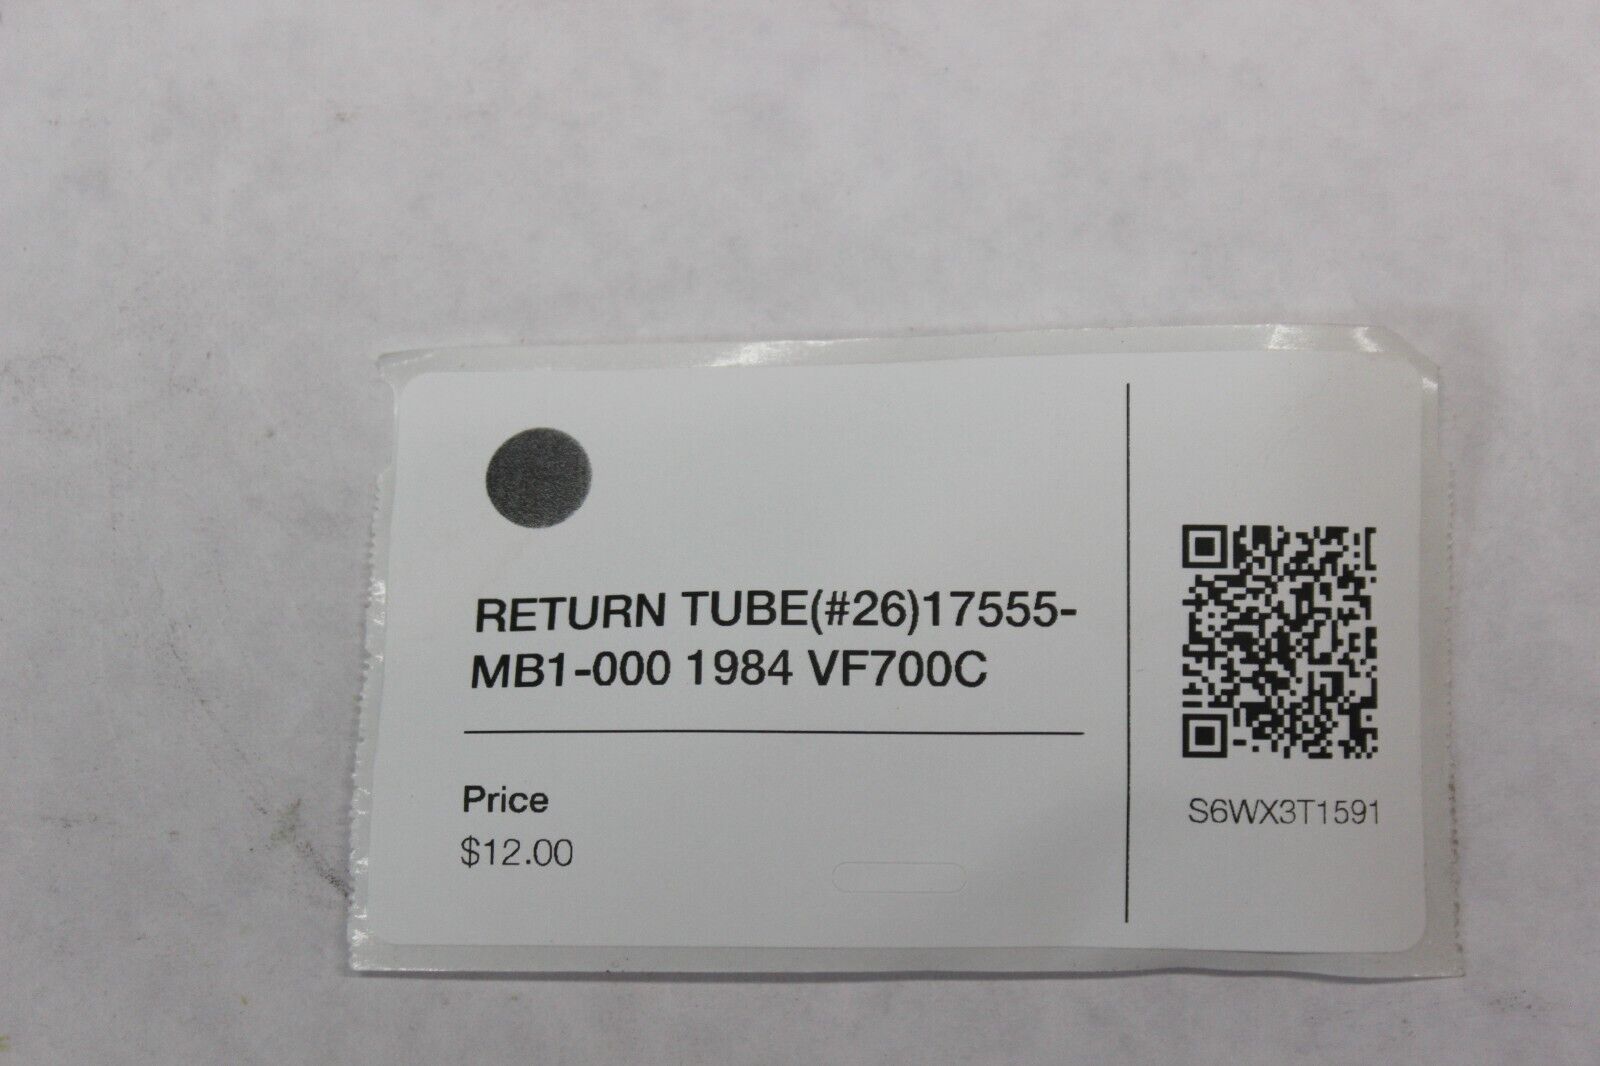 RETURN TUBE(#26)17555-
MB1-000 1984 VF700C
Price
$12.00
S6WX3T1591